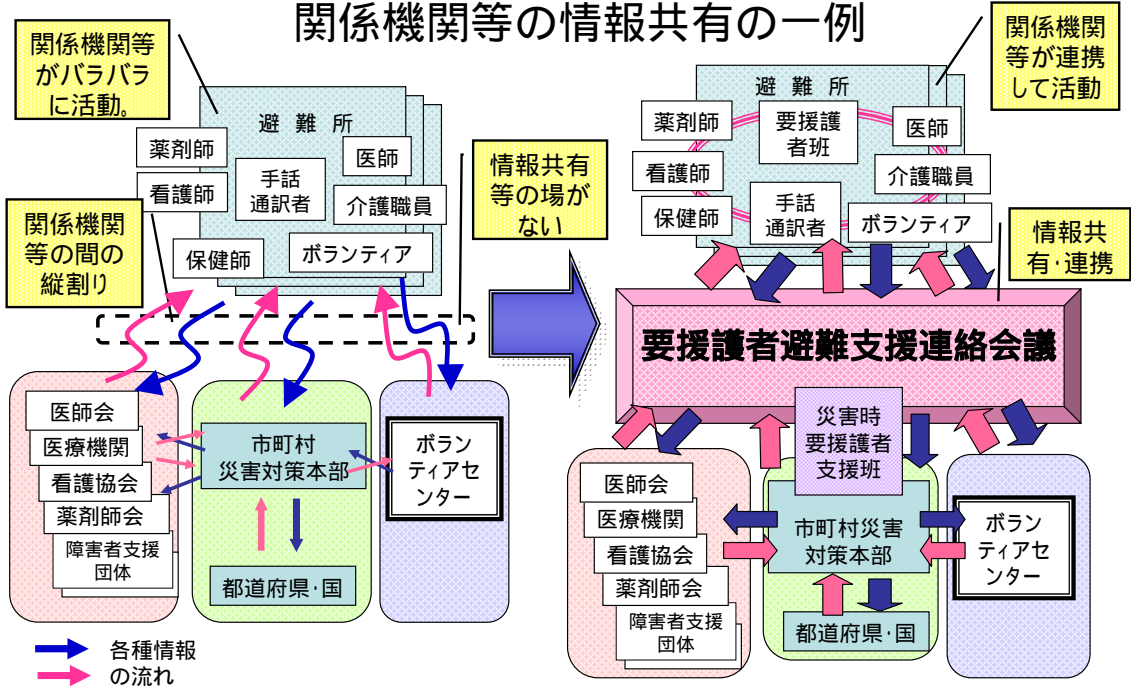 関係機関等の情報共有の一例
関係機関等
がバラバラ
に活動。
避 難 所
薬剤師
医師
看護師
手話
通訳者
介護職員
保健師
ボランティア
関係機関
等の間の
縦割り
情報共有
等の場が
ない
医師会
医療機関
看護協会
薬剤師会
障害者支援
団体
市町村
災害対策本部
都道府県・国
ボラン
ティアセ
ンター
各種情報
の流れ
関係機関
等が連携
して活動
避 難 所
薬剤師
要援護
者班
医師
看護師
介護職員
保健師
手話
通訳者
ボランティア
情報共
有・連携
要援護者避難支援連絡会議
災害時
要援護者
支援班
医師会
医療機関
看護協会
薬剤師会
障害者支援
団体
市町村災害
対策本部
都道府県・国
ボラン
ティアセ
ンター